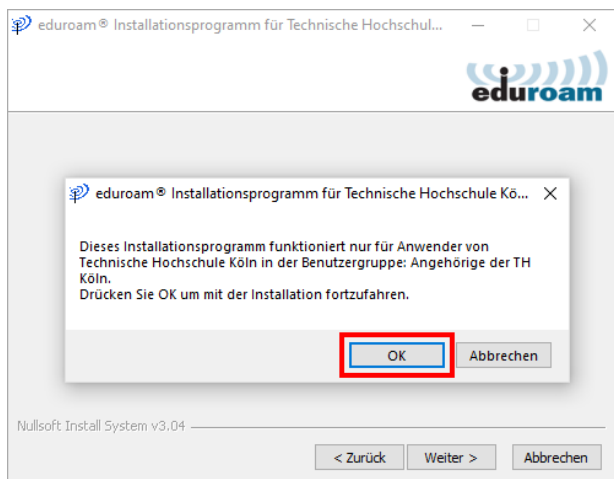 eduroam® Installationsprogramm für Technische Hochschul...
eduroam
eduroam® Installationsprogramm für Technische Hochschule Kö...
Dieses Installationsprogramm funktioniert nur für Anwender von
Technische Hochschule Köln in der Benutzergruppe: Angehörige der TH
Köln.
Drücken Sie OK um mit der Installation fortzufahren.
OK
Abbrechen
Nullsoft Install System v3.04
< Zurück
Weiter >
Abbrechen